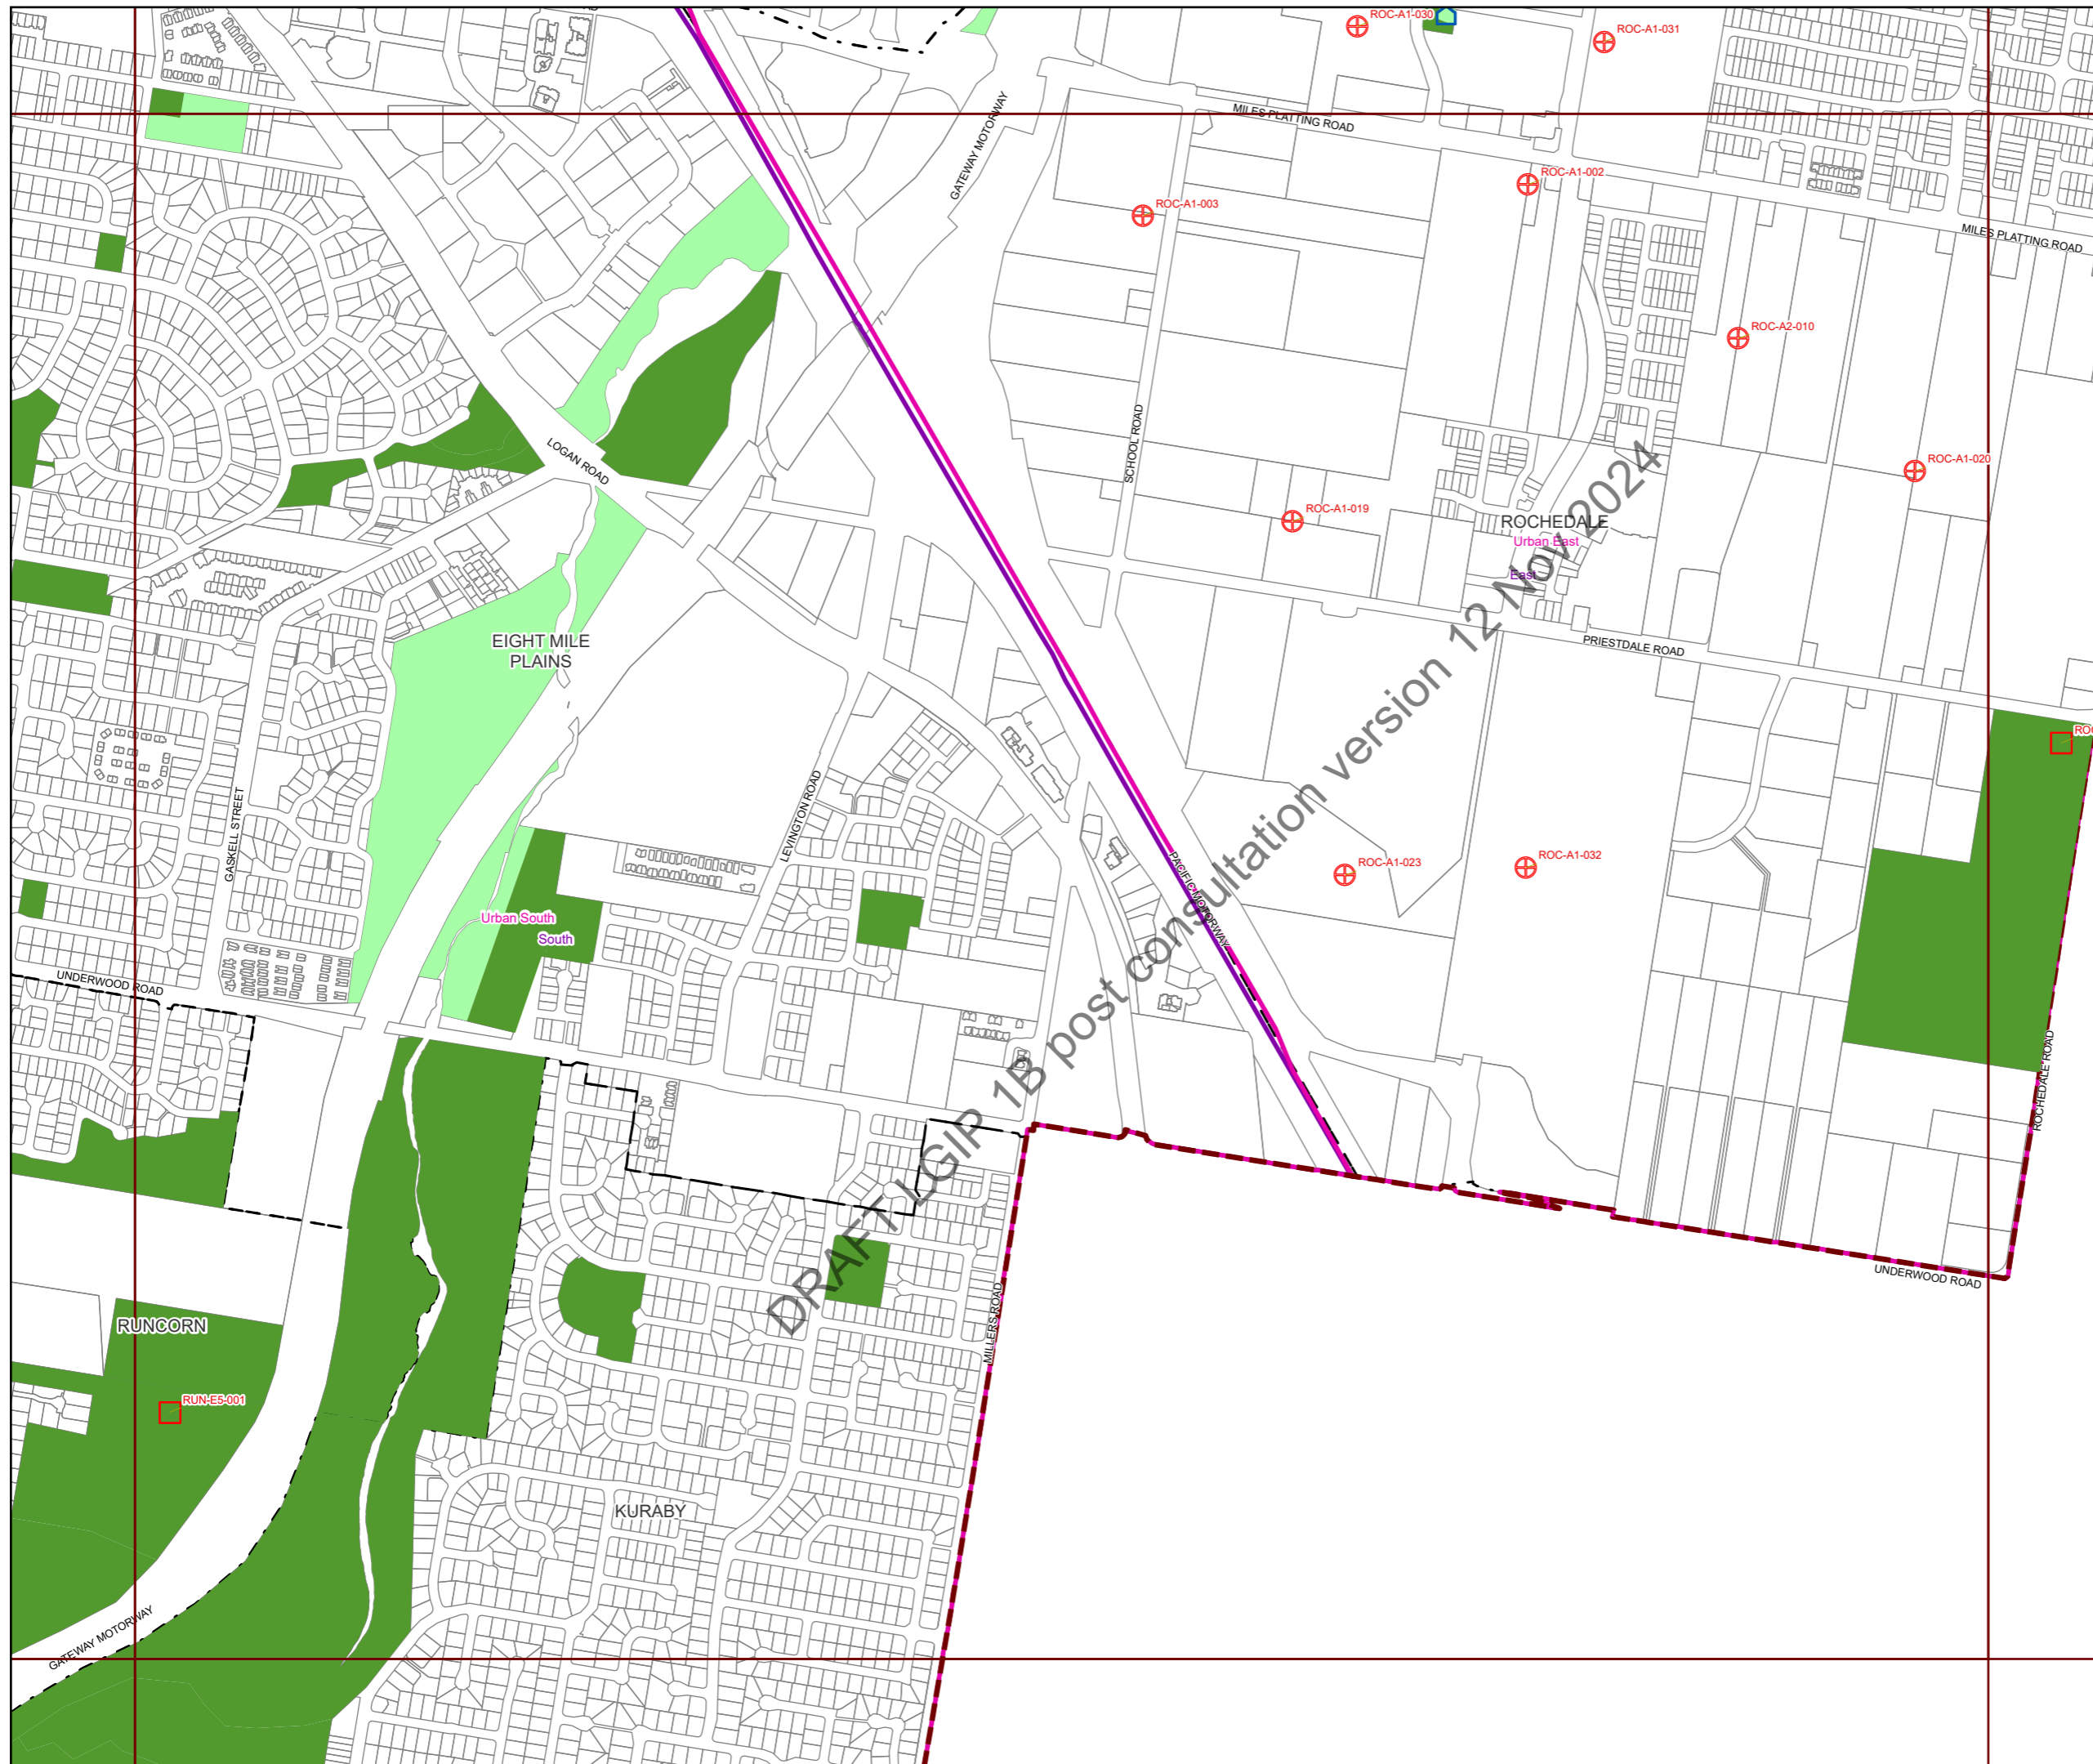 ROC-A1-030
ROC-A1-031
MILES PLATTING ROAD
GATEWAY MOTORWAY
ROC-A1-002
ROC-A1-003
MILES PLATTING ROAD
ROC-A2-010
LOGAN ROAD
SCHOOL ROAD
ROC-A1-020
ROC-A1-019
ROCHEDALE
Urban East
East
EIGHT MILE
PLAINS
PRIESTDALE ROAD
ROC
GASKELL STREET
LEVINGTON ROAD
PACIFIC MOTORWAY
ROC-A1-023
ROC-A1-032
Urban South
South
UNDERWOOD ROAD
ROCHEDALE ROAD
DRAFT LGIP 1B post consultation version 12 Nov 2024
UNDERWOOD ROAD
MILLERS ROAD
RUNCORN
RUN-E5-001
KURABY
GATEWAY MOTORWAY